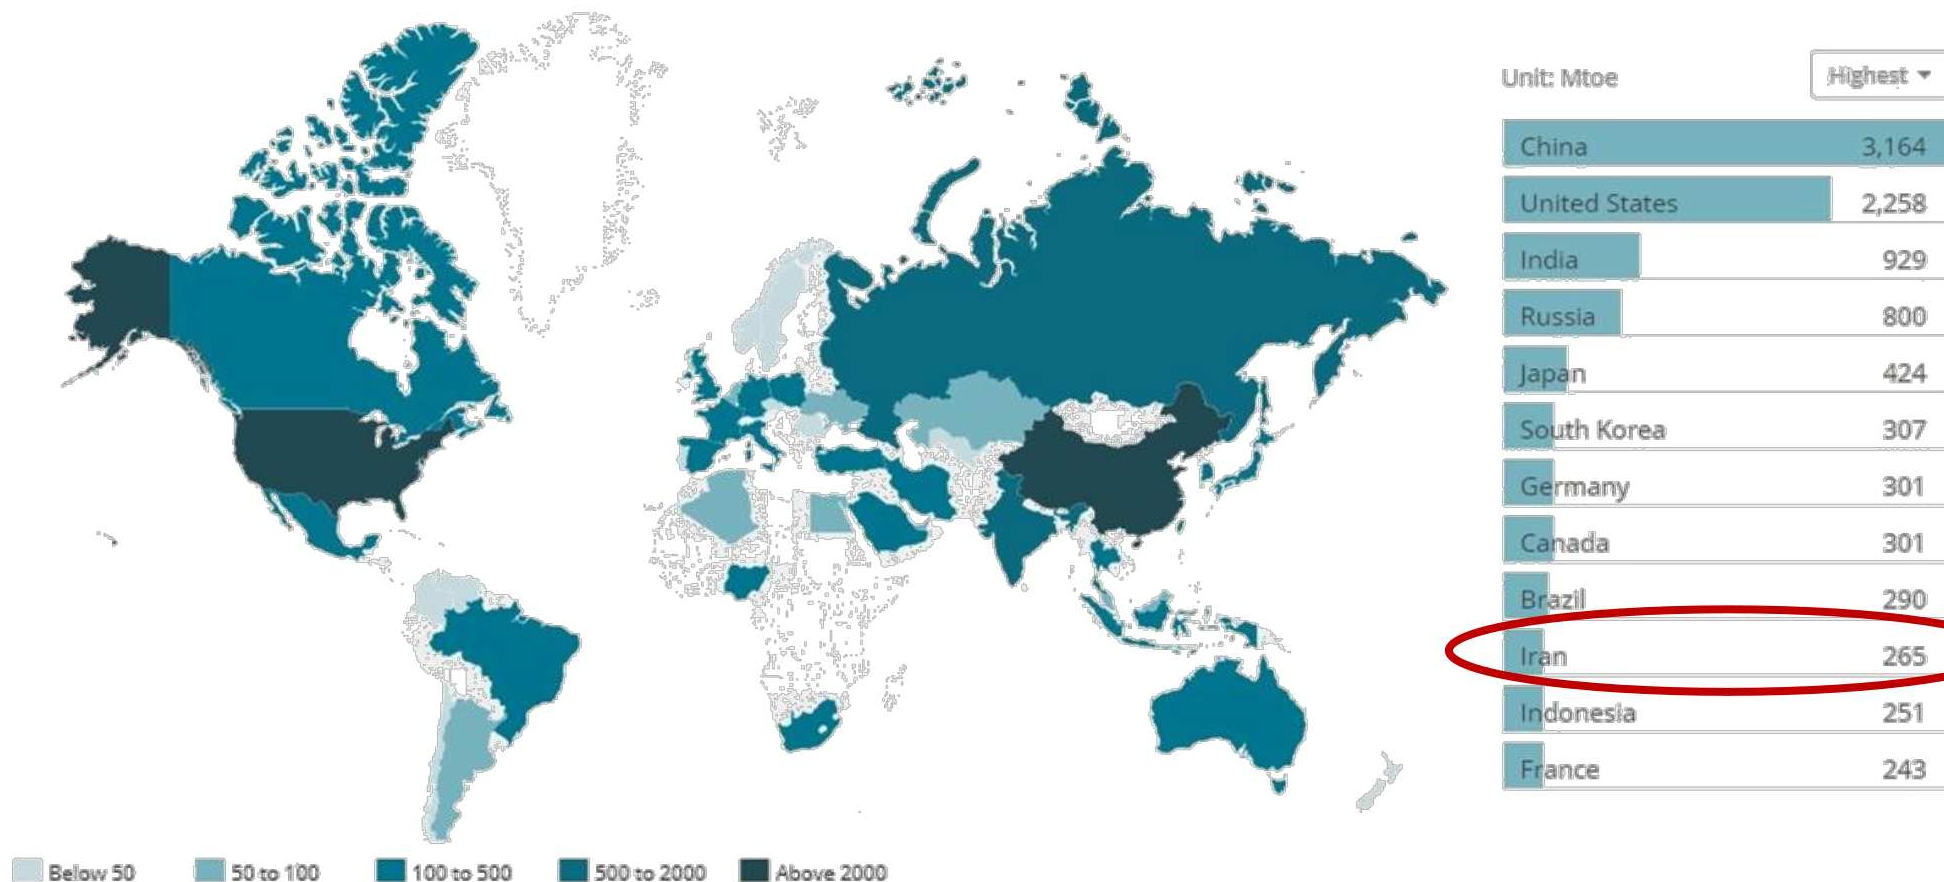 Unit: Mtoe
Highest
China 3,164
United States 2,258
India 929
Russia 800
Japan 424
South Korea 307
Germany 301
Canada 301
Brazil 290
Iran 265
Indonesia 251
France 243
Below 50
50 to 100
100 to 500
500 to 2000
Above 2000